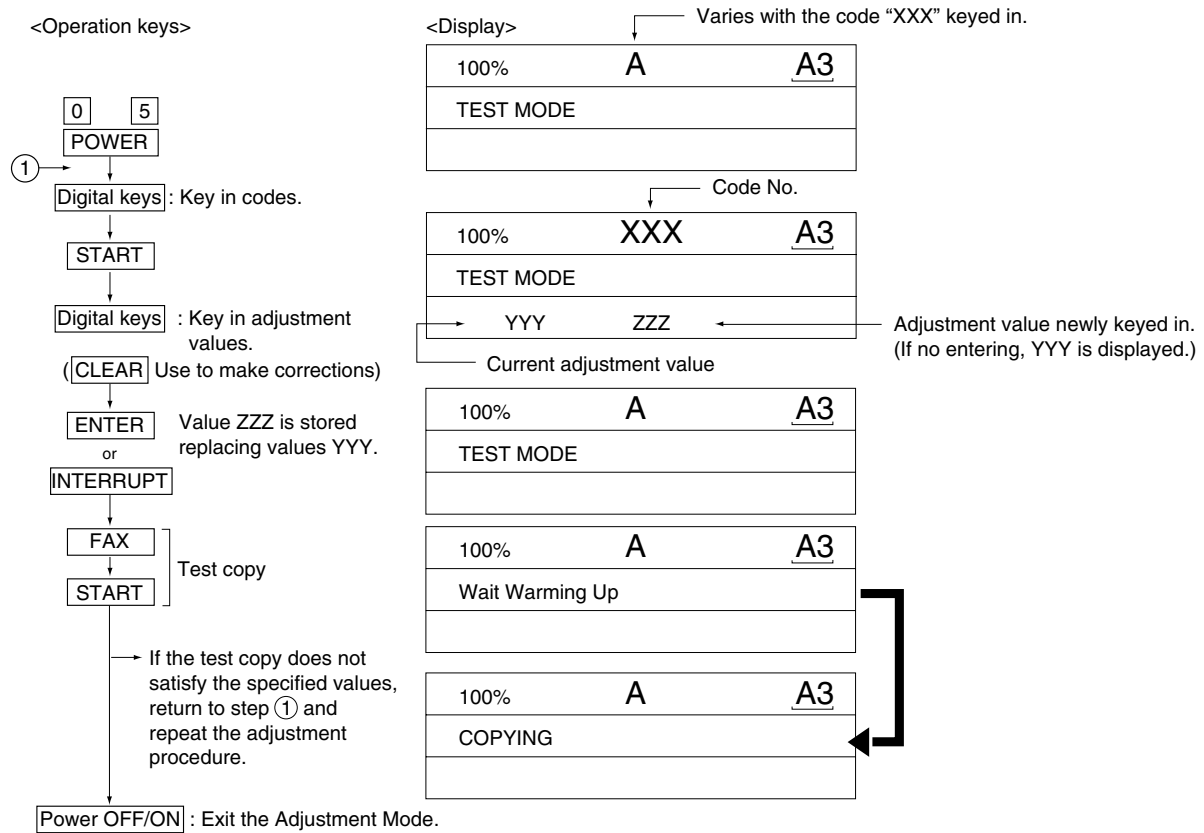 <Operation keys>
0 5
POWER
1
Digital keys : Key in codes.
START
Digital keys : Key in adjustment
values.
( CLEAR Use to make corrections)
ENTER
or
INTERRUPT
Value ZZZ is stored
replacing values YYY.
FAX
START
Test copy
If the test copy does not
satisfy the specified values,
return to step 1 and
repeat the adjustment
procedure.
Power OFF/ON : Exit the Adjustment Mode.
<Display>
Varies with the code “XXX” keyed in.
100% A A3
TEST MODE
Code No.
100% XXX A3
TEST MODE
YYY ZZZ
Adjustment value newly keyed in.
(If no entering, YYY is displayed.)
Current adjustment value
100% A A3
TEST MODE
100% A A3
Wait Warming Up
100% A A3
COPYING